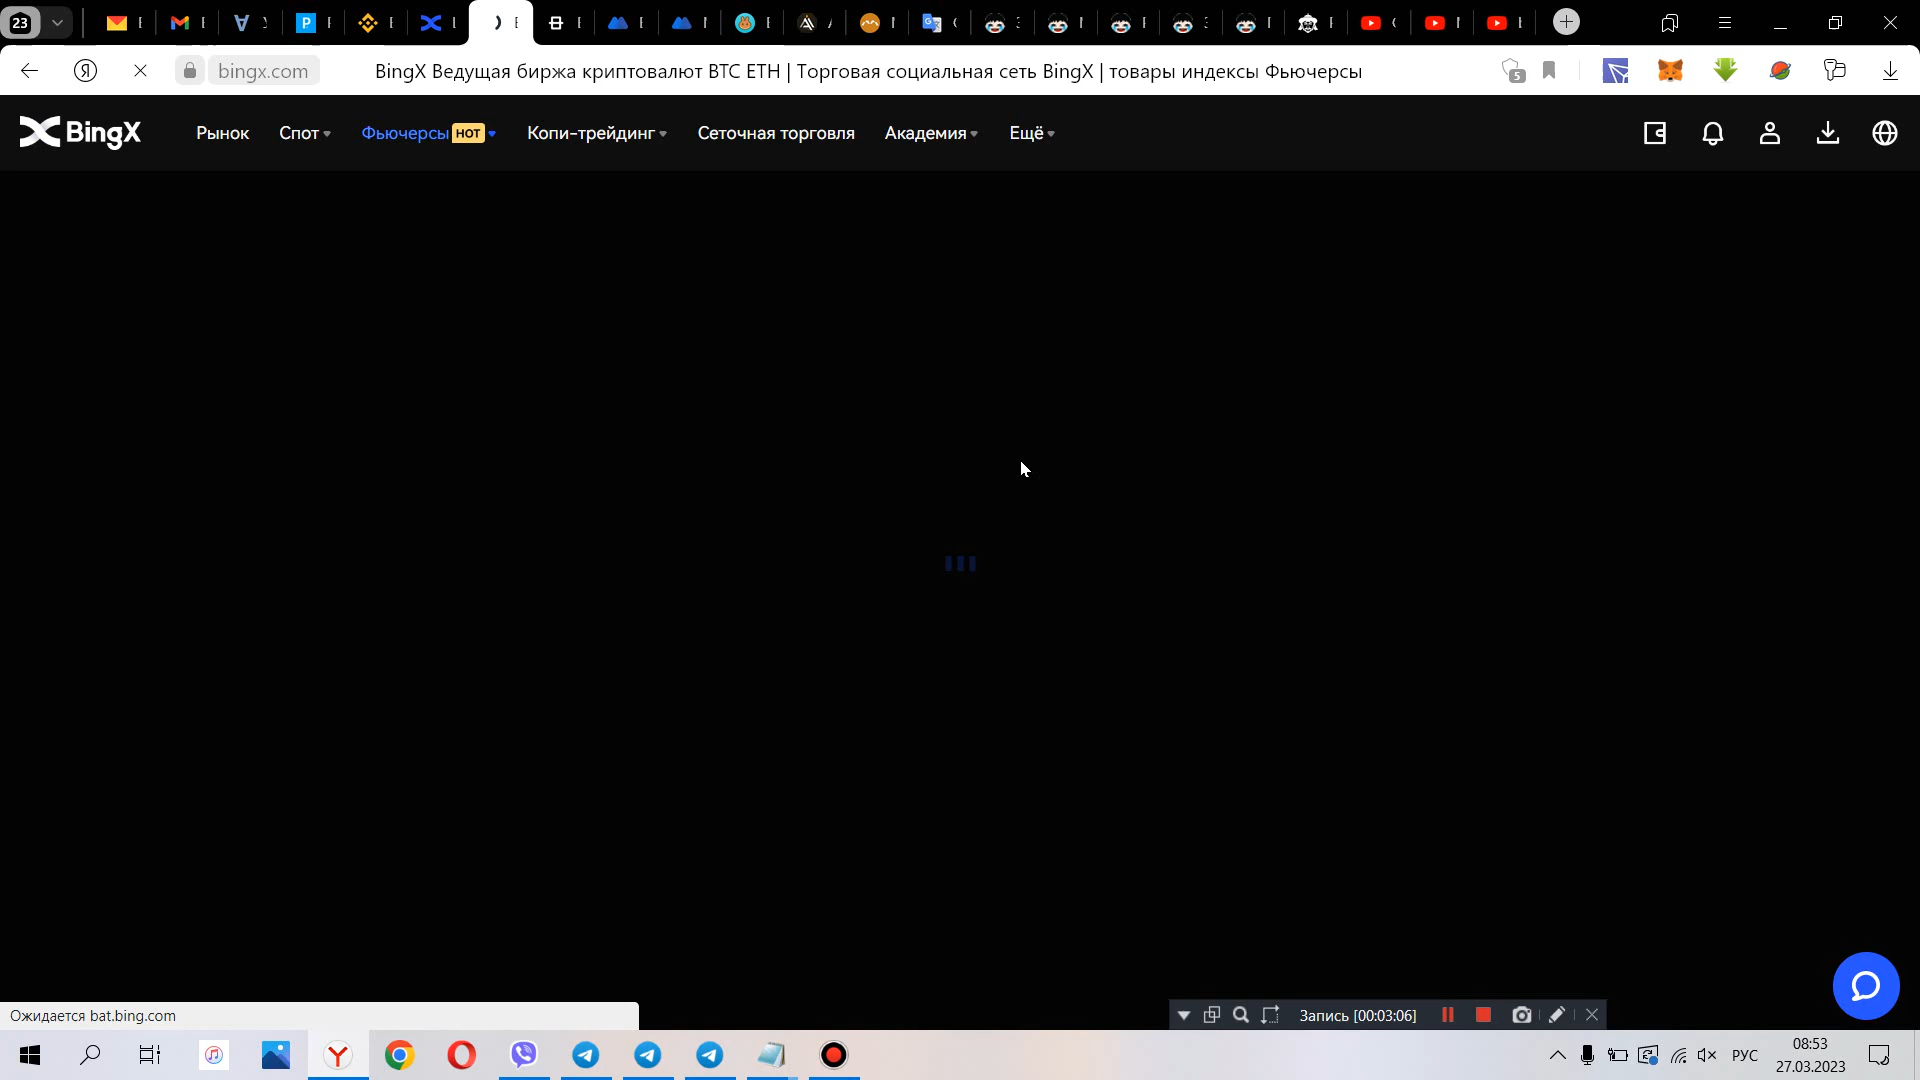 23
bingx.com
BingX Ведущая биржа криптовалют BTC ETH | Торговая социальная сеть BingX | товары индексы Фьючерсы
5
BingX
Рынок
Спот
Фьючерсы HOT
Копи-трейдинг
Сеточная торговля
Академия
Ещё
Ожидается bat.bing.com
Запись [00:03:06]
РУС
08:53
27.03.2023